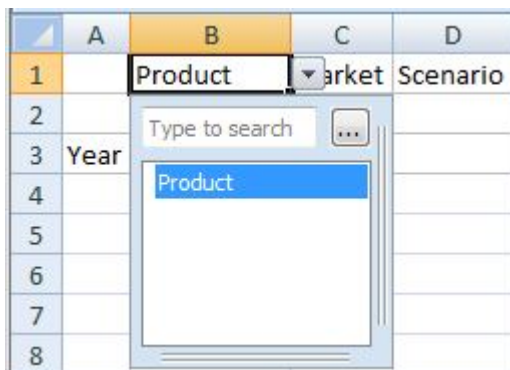 A B C D
1 Product arket Scenario
2 Type to search ...
3 Year
Product
4
5
6
7
8